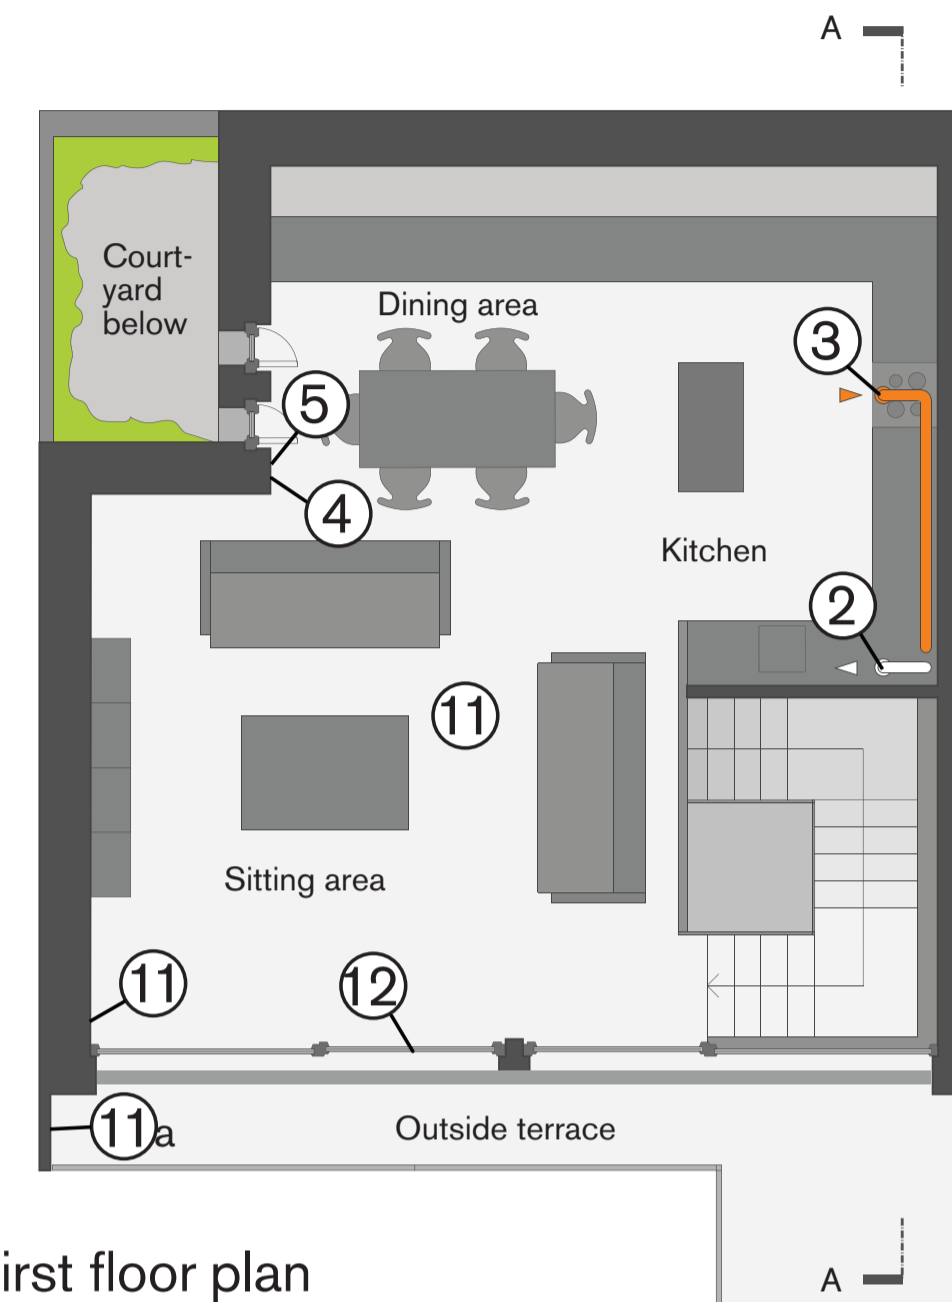 A
Court-
yard
below
Dining area
3
5
4
Kitchen
2
11
Sitting area
11
12
11a
Outside terrace
irst floor plan
A